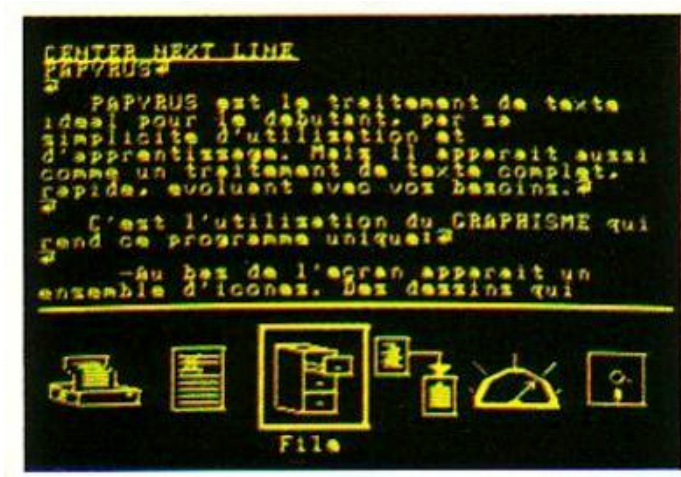 CENTER NEXT LINE
PAPYRUS
PAPYRUS est le traitement de texte
ideal pour le debutant, par sa
simplicite d'utilisation et
d'apprentissage. Mais il apparait aussi
comme un traitement de texte complet,
rapide, evoluant avec vos besoins.
C'est l'utilisation du GRAPHISME qui
rend ce programme unique:
-Au bas de l'ecran apparait un
ensemble d'icones. Des dessins qui
File